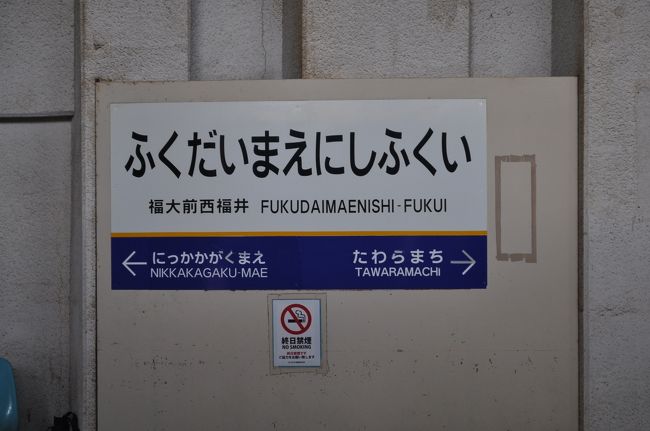 ふくだいまえにしふくい
福大前西福井 FUKUDAIMAENISHI-FUKUI
← にっかかがくまえ
NIKKAKAGAKU-MAE
たわらまち →
TAWARAMACHI
終日禁煙
NO SMOKING